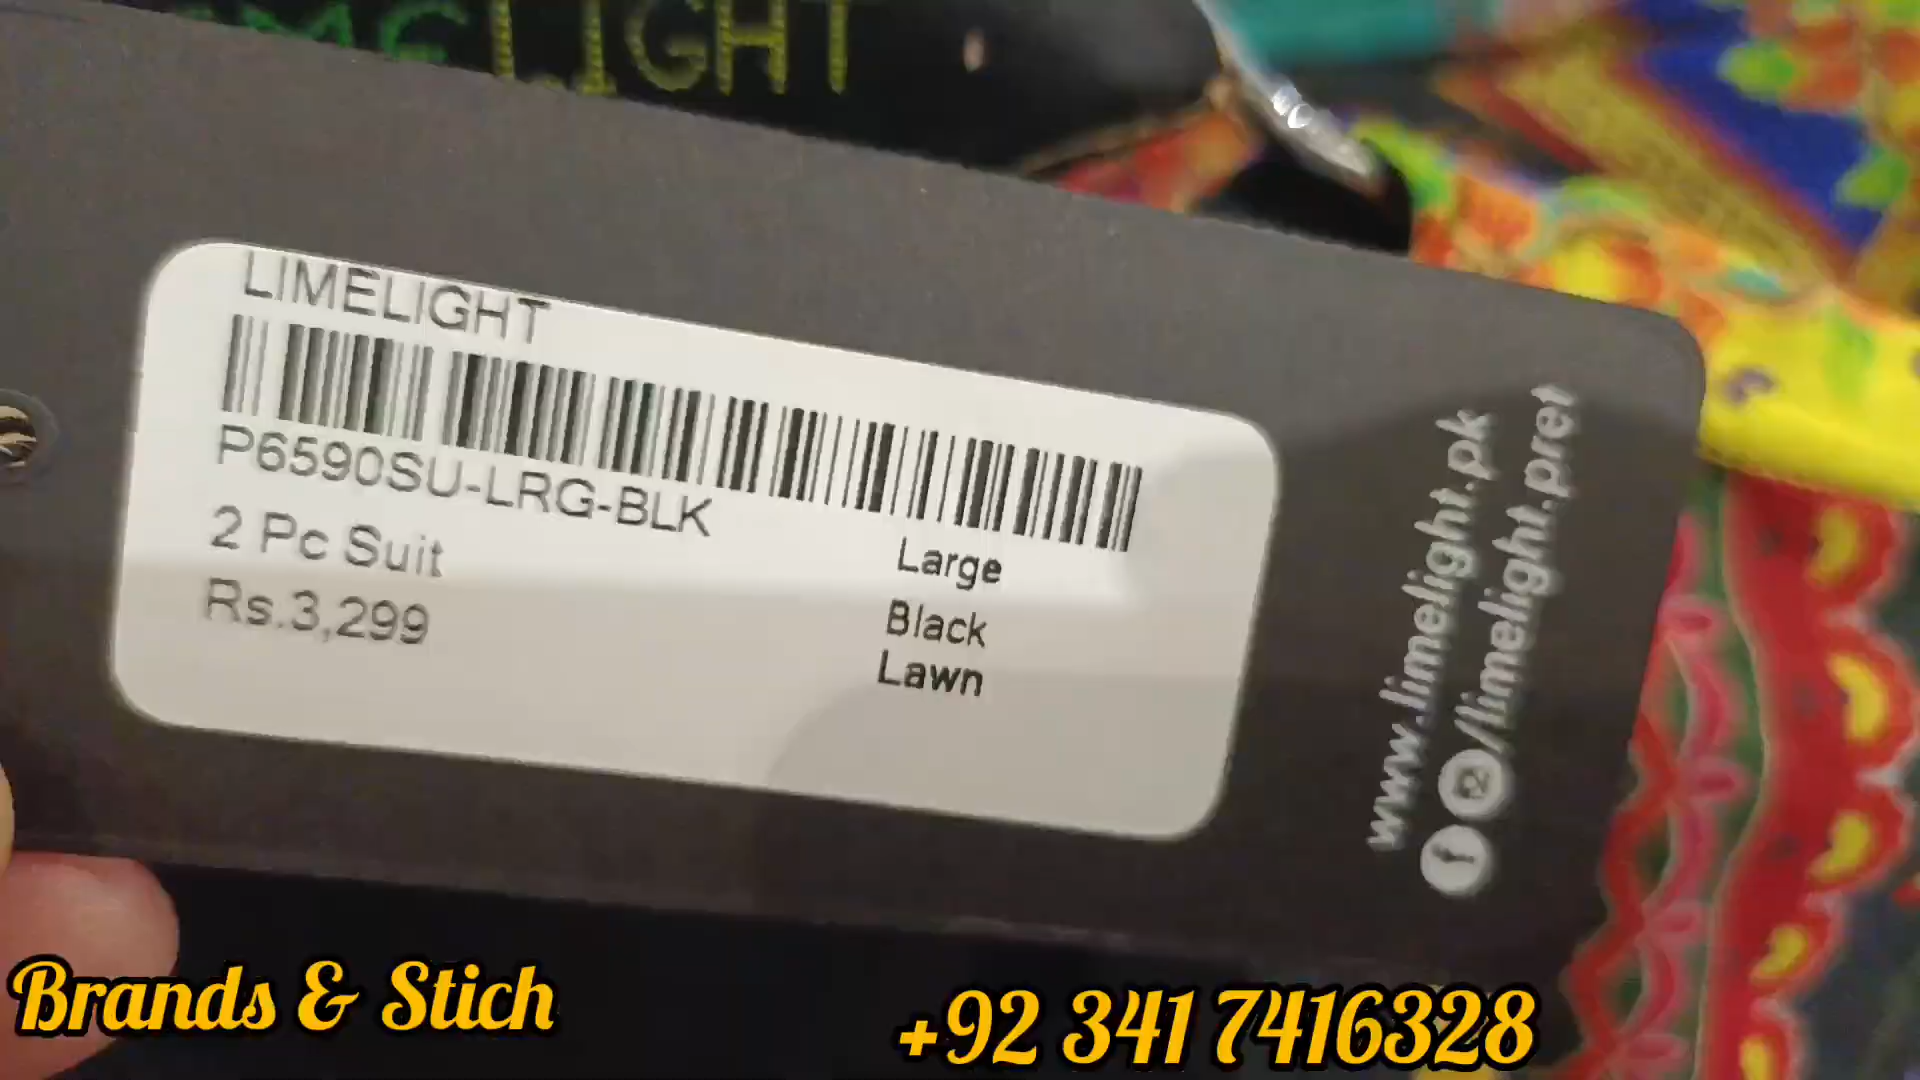 LIMELIGHT
LIMELIGHT
P6590SU-LRG-BLK
2 Pc Suit
Large
Rs.3,299
Black
Lawn
www.limelight.pk
/limelight.pret
Brands & Stich
+92 341 7416328